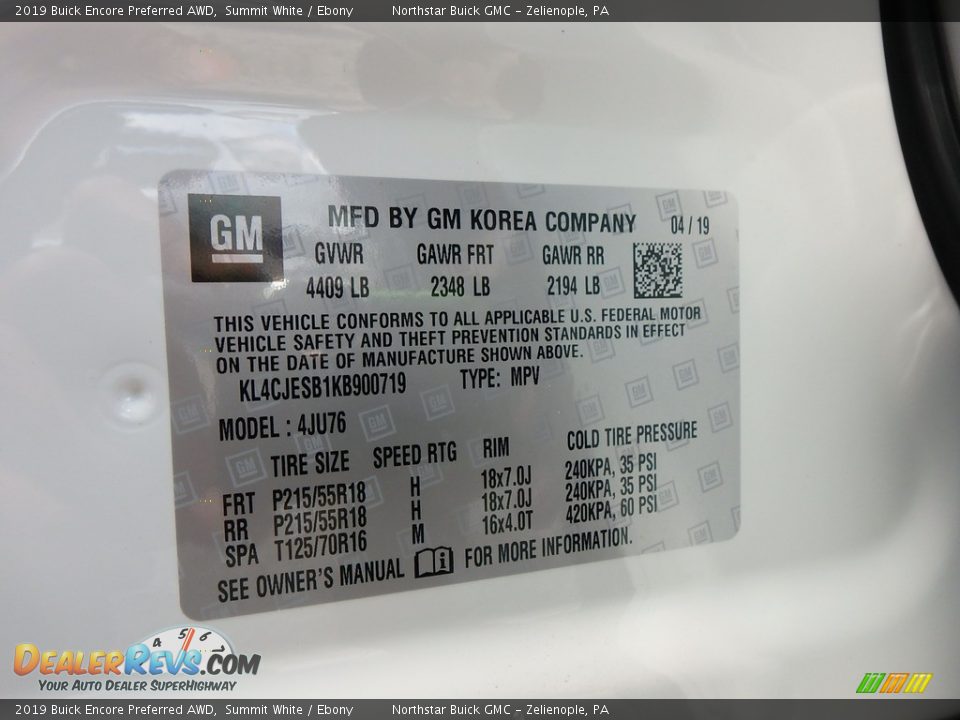 2019 Buick Encore Preferred AWD, Summit White / Ebony Northstar Buick GMC - Zelienople, PA
GM MFD BY GM KOREA COMPANY 04 / 19
GVWR GAWR FRT GAWR RR
4409 LB 2348 LB 2194 LB
THIS VEHICLE CONFORMS TO ALL APPLICABLE U.S. FEDERAL MOTOR
VEHICLE SAFETY AND THEFT PREVENTION STANDARDS IN EFFECT
ON THE DATE OF MANUFACTURE SHOWN ABOVE.
KL4CJESB1KB900719 TYPE: MPV
MODEL : 4JU76
TIRE SIZE SPEED RTG RIM COLD TIRE PRESSURE
FRT P215/55R18 H 18x7.0J 240KPA, 35 PSI
RR P215/55R18 H 18x7.0J 240KPA, 35 PSI
SPA T125/70R16 M 16x4.0T 420KPA, 60 PSI
SEE OWNER'S MANUAL FOR MORE INFORMATION.
4 5 6
DealerRevs.com
Your Auto Dealer SuperHighway
2019 Buick Encore Preferred AWD, Summit White / Ebony Northstar Buick GMC - Zelienople, PA